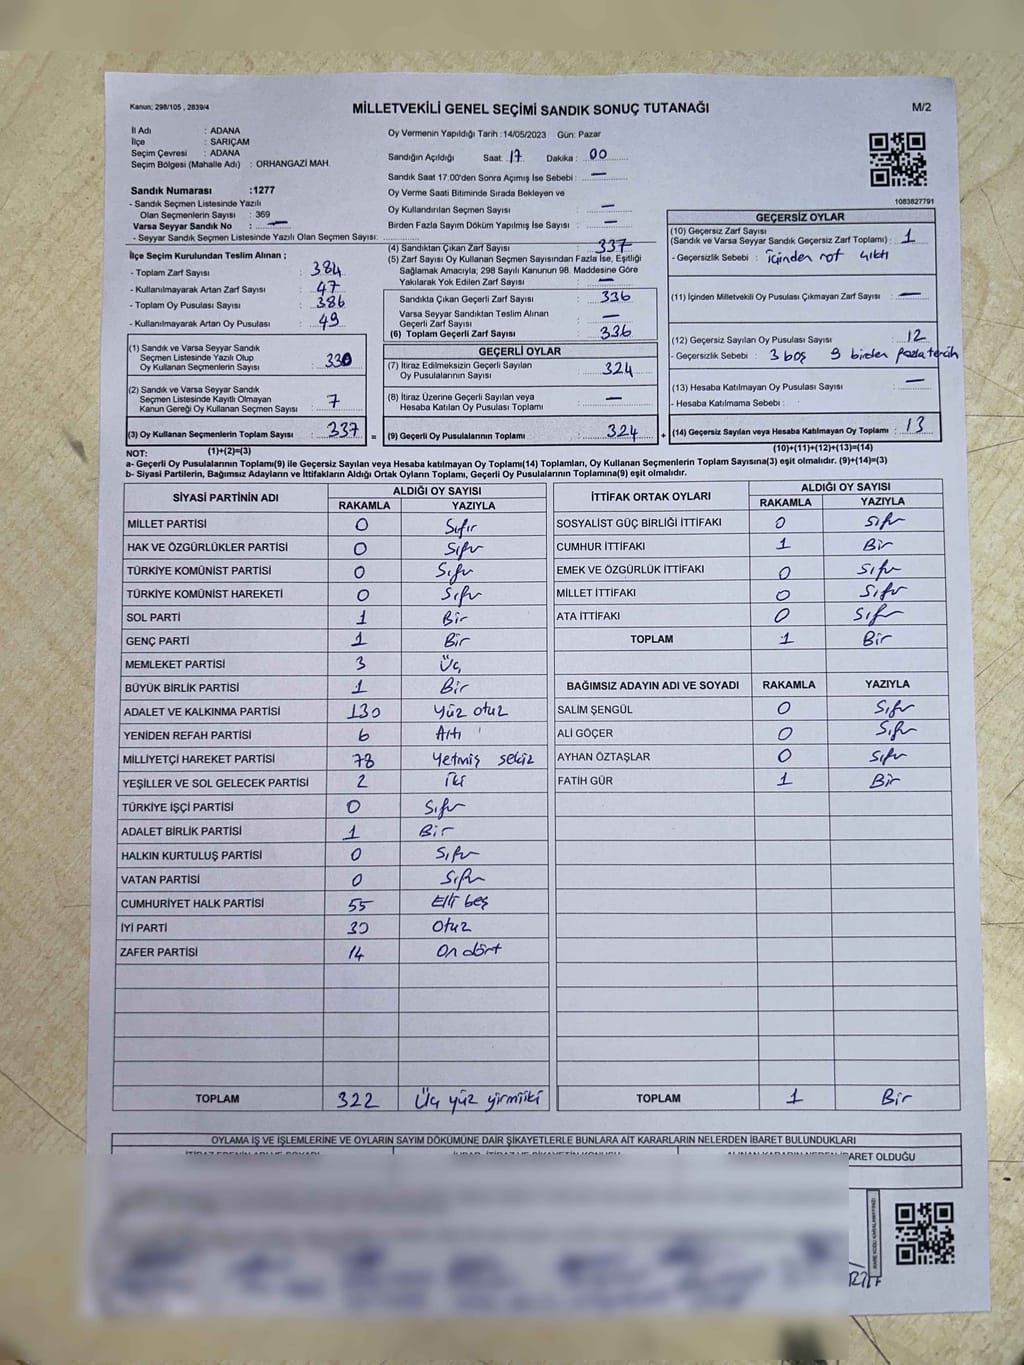 Kanun; 298/105 , 2839/4
MİLLETVEKİLİ GENEL SEÇİMİ SANDIK SONUÇ TUTANAĞI
M/2
İl Adı : ADANA
İlçe : SARIÇAM
Seçim Çevresi : ADANA
Seçim Bölgesi (Mahalle Adı) : ORHANGAZİ MAH.
Sandık Numarası :1277
- Sandık Seçmen Listesinde Yazılı
Olan Seçmenlerin Sayısı : 369
Varsa Seyyar Sandık No : —
- Seyyar Sandık Seçmen Listesinde Yazılı Olan Seçmen Sayısı:
İlçe Seçim Kurulundan Teslim Alınan ;
- Toplam Zarf Sayısı : 384
- Kullanılmayarak Artan Zarf Sayısı : 47
- Toplam Oy Pusulası Sayısı : 386
- Kullanılmayarak Artan Oy Pusulası : 49
(1) Sandık ve Varsa Seyyar Sandık
Seçmen Listesinde Yazılı Olup
Oy Kullanan Seçmenlerin Sayısı : 330
(2) Sandık ve Varsa Seyyar Sandık
Seçmen Listesinde Kayıtlı Olmayan
Kanun Gereği Oy Kullanan Seçmen Sayısı : 7
(3) Oy Kullanan Seçmenlerin Toplam Sayısı : 337
(1)+(2)=(3)
Oy Vermenin Yapıldığı Tarih :14/05/2023 Gün: Pazar
Sandığın Açıldığı Saat: 17 Dakika : 00
Sandık Saat 17:00'den Sonra Açımış İse Sebebi : —
Oy Verme Saati Bitiminde Sırada Bekleyen ve
Oy Kullandırılan Seçmen Sayısı : —
Birden Fazla Sayım Döküm Yapılmış İse Sayısı : —
(4) Sandıktan Çıkan Zarf Sayısı : 337
(5) Zarf Sayısı Oy Kullanan Seçmen Sayısından Fazla İse, Eşitliği
Sağlamak Amacıyla; 298 Sayılı Kanunun 98. Maddesine Göre
Yakılarak Yok Edilen Zarf Sayısı : —
Sandıkta Çıkan Geçerli Zarf Sayısı : 336
Varsa Seyyar Sandıktan Teslim Alınan
Geçerli Zarf Sayısı : —
(6) Toplam Geçerli Zarf Sayısı : 336
GEÇERLİ OYLAR
(7) İtiraz Edilmeksizin Geçerli Sayılan
Oy Pusulalarının Sayısı : 324
(8) İtiraz Üzerine Geçerli Sayılan veya
Hesaba Katılan Oy Pusulası Toplamı : —
= (9) Geçerli Oy Pusulalarının Toplamı : 324
1083827791
GEÇERSİZ OYLAR
(10) Geçersiz Zarf Sayısı
(Sandık ve Varsa Seyyar Sandık Geçersiz Zarf Toplamı) : 1
- Geçersizlik Sebebi : içinden not çıktı
(11) İçinden Milletvekili Oy Pusulası Çıkmayan Zarf Sayısı : —
(12) Geçersiz Sayılan Oy Pusulası Sayısı : 12
- Geçersizlik Sebebi : 3 boş 9 birden fazla tercih
(13) Hesaba Katılmayan Oy Pusulası Sayısı : —
- Hesaba Katılmama Sebebi :
+ (14) Geçersiz Sayılan veya Hesaba Katılmayan Oy Toplamı : 13
(10)+(11)+(12)+(13)=(14)
NOT:
a- Geçerli Oy Pusulalarının Toplamı(9) ile Geçersiz Sayılan veya Hesaba katılmayan Oy Toplamı(14) Toplamları, Oy Kullanan Seçmenlerin Toplam Sayısına(3) eşit olmalıdır. (9)+(14)=(3)
b- Siyasi Partilerin, Bağımsız Adayların ve İttifakların Aldığı Ortak Oyların Toplamı, Geçerli Oy Pusulalarının Toplamına(9) eşit olmalıdır.
SİYASİ PARTİNİN ADI ALDIĞI OY SAYISI
RAKAMLA YAZIYLA
MİLLET PARTİSİ 0 Sıfır
HAK VE ÖZGÜRLÜKLER PARTİSİ 0 Sıfır
TÜRKİYE KOMÜNİST PARTİSİ 0 Sıfır
TÜRKİYE KOMÜNİST HAREKETİ 0 Sıfır
SOL PARTİ 1 Bir
GENÇ PARTİ 1 Bir
MEMLEKET PARTİSİ 3 Üç
BÜYÜK BİRLİK PARTİSİ 1 Bir
ADALET VE KALKINMA PARTİSİ 130 Yüz otuz
YENİDEN REFAH PARTİSİ 6 Altı
MİLLİYETÇİ HAREKET PARTİSİ 78 Yetmiş sekiz
YEŞİLLER VE SOL GELECEK PARTİSİ 2 İki
TÜRKİYE İŞÇİ PARTİSİ 0 Sıfır
ADALET BİRLİK PARTİSİ 1 Bir
HALKIN KURTULUŞ PARTİSİ 0 Sıfır
VATAN PARTİSİ 0 Sıfır
CUMHURİYET HALK PARTİSİ 55 Elli beş
İYİ PARTİ 30 Otuz
ZAFER PARTİSİ 14 On dört
TOPLAM 322 Üç yüz yirmiiki
İTTİFAK ORTAK OYLARI ALDIĞI OY SAYISI
RAKAMLA YAZIYLA
SOSYALİST GÜÇ BİRLİĞİ İTTİFAKI 0 Sıfır
CUMHUR İTTİFAKI 1 Bir
EMEK VE ÖZGÜRLÜK İTTİFAKI 0 Sıfır
MİLLET İTTİFAKI 0 Sıfır
ATA İTTİFAKI 0 Sıfır
TOPLAM 1 Bir
BAĞIMSIZ ADAYIN ADI VE SOYADI RAKAMLA YAZIYLA
SALİM ŞENGÜL 0 Sıfır
ALİ GÖÇER 0 Sıfır
AYHAN ÖZTAŞLAR 0 Sıfır
FATİH GÜR 1 Bir
TOPLAM 1 Bir
OYLAMA İŞ VE İŞLEMLERİNE VE OYLARIN SAYIM DÖKÜMÜNE DAİR ŞİKAYETLERLE BUNLARA AİT KARARLARIN NELERDEN İBARET BULUNDUKLARI
BARET OLDUĞU